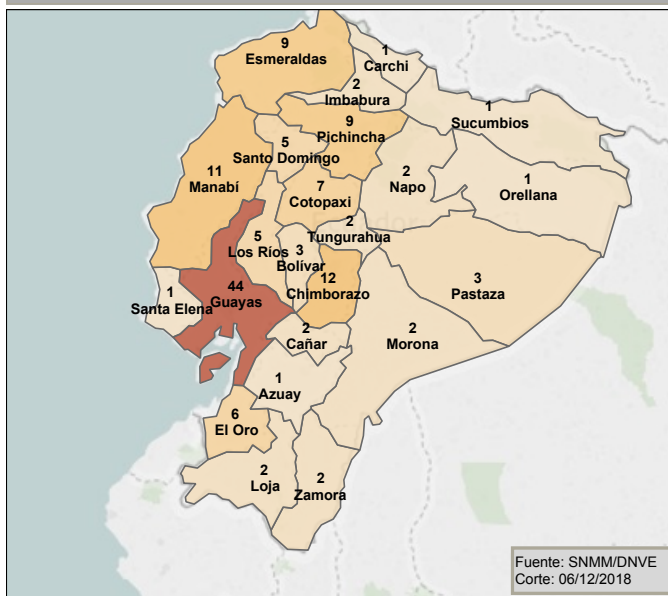 9
Esmeraldas
1
Carchi
2
Imbabura
1
Sucumbios
9
Pichincha
5
Santo Domingo
11
Manabí
2
Napo
1
Orellana
7
Cotopaxi
2
Tungurahua
5
Los Ríos
3
Bolívar
12
Chimborazo
3
Pastaza
44
Guayas
1
Santa Elena
2
Cañar
2
Morona
1
Azuay
6
El Oro
2
Loja
2
Zamora
Fuente: SNMM/DNVE
Corte: 06/12/2018